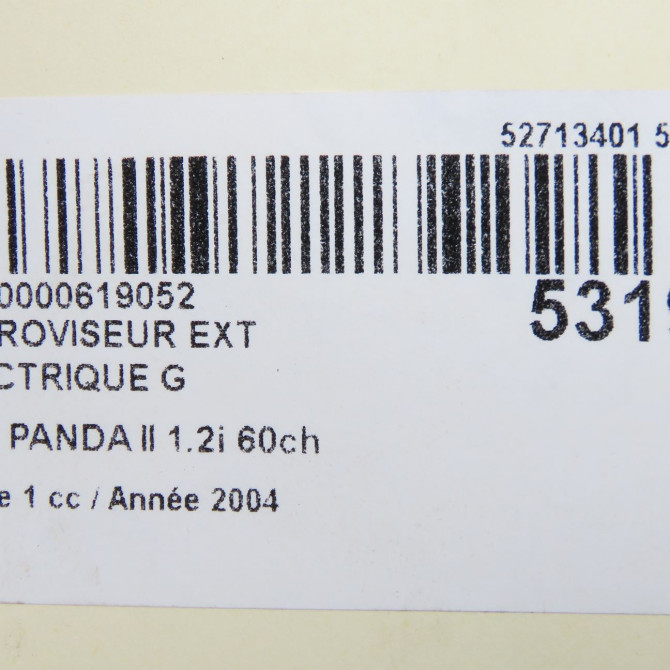 52713401 5
0000619052
5319
ROVISEUR EXT
CTRIQUE G
PANDA II 1.2i 60ch
e 1 cc / Année 2004